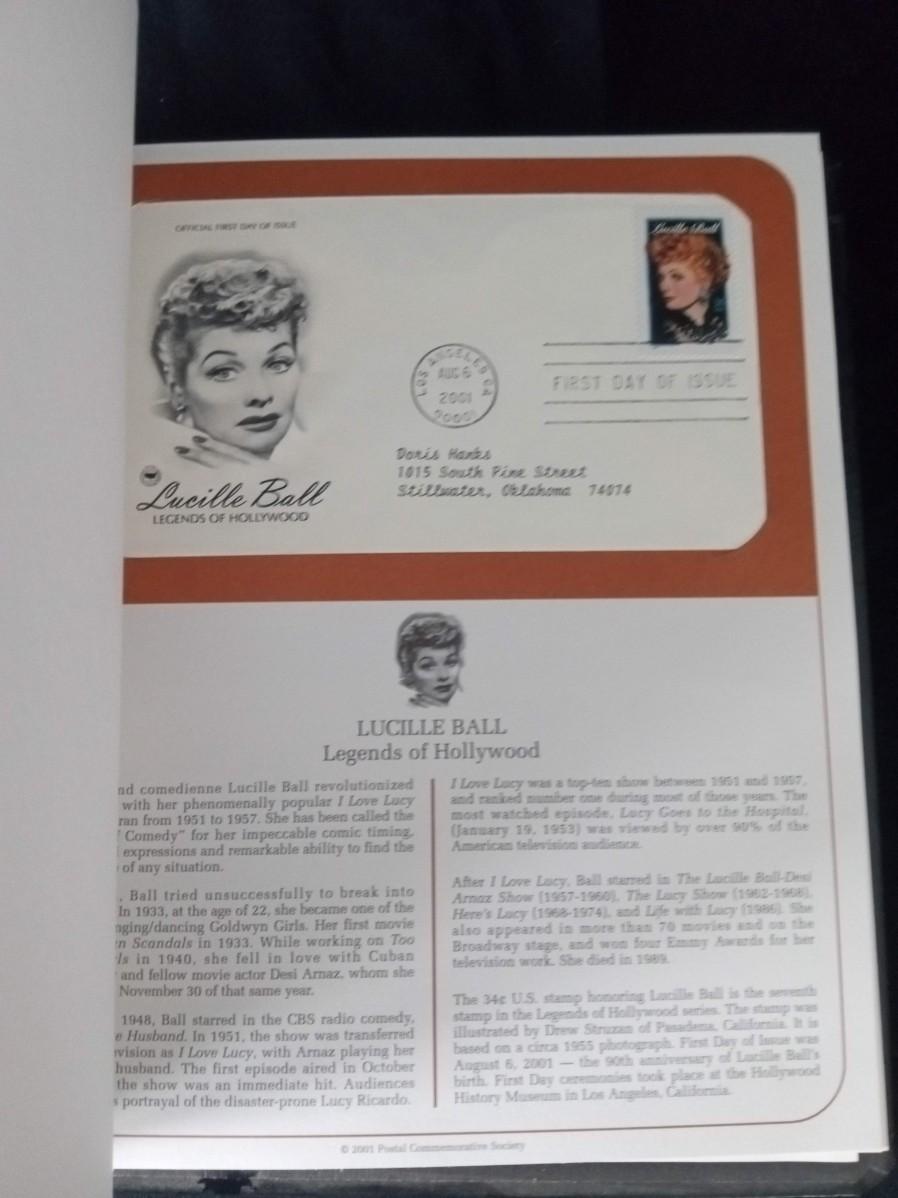 OFFICIAL FIRST DAY OF ISSUE
Lucille Ball
LOS ANGELES CA
AUG 6
2001
FIRST DAY OF ISSUE
Doris Hanks
1015 South Pine Street
Stillwater, Oklahoma 74074
Lucille Ball
LEGENDS OF HOLLYWOOD
LUCILLE BALL
Legends of Hollywood
nd comedienne Lucille Ball revolutionized
with her phenomenally popular I Love Lucy
ran from 1951 to 1957. She has been called the
Comedy" for her impeccable comic timing,
expressions and remarkable ability to find the
of any situation.
, Ball tried unsuccessfully to break into
In 1933, at the age of 22, she became one of the
nging/dancing Goldwyn Girls. Her first movie
n Scandals in 1933. While working on Too
ls in 1940, she fell in love with Cuban
and fellow movie actor Desi Arnaz, whom she
November 30 of that same year.
1948, Ball starred in the CBS radio comedy,
e Husband. In 1951, the show was transferred
vision as I Love Lucy, with Arnaz playing her
husband. The first episode aired in October
the show was an immediate hit. Audiences
s portrayal of the disaster-prone Lucy Ricardo.
I Love Lucy was a top-ten show between 1951 and 1957,
and ranked number one during most of those years. The
most watched episode, Lucy Goes to the Hospital,
(January 19, 1953) was viewed by over 90% of the
American television audience.
After I Love Lucy, Ball starred in The Lucille Ball-Desi
Arnaz Show (1957-1960), The Lucy Show (1962-1968),
Here's Lucy (1968-1974), and Life with Lucy (1986). She
also appeared in more than 70 movies and on the
Broadway stage, and won four Emmy Awards for her
television work. She died in 1989.
The 34¢ U.S. stamp honoring Lucille Ball is the seventh
stamp in the Legends of Hollywood series. The stamp was
illustrated by Drew Struzan of Pasadena, California. It is
based on a circa 1955 photograph. First Day of Issue was
August 6, 2001 — the 90th anniversary of Lucille Ball's
birth. First Day ceremonies took place at the Hollywood
History Museum in Los Angeles, California.
© 2001 Postal Commemorative Society